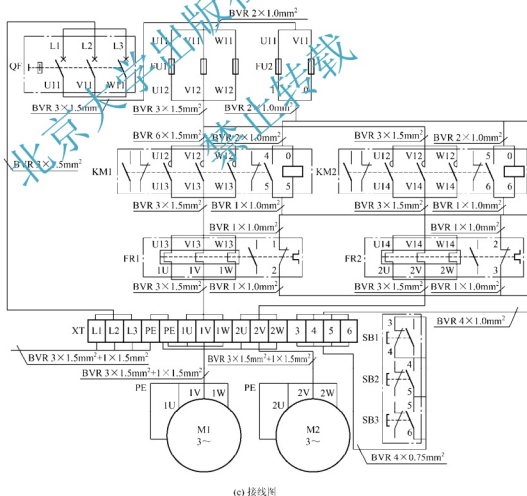 BVR 2×1.0mm²
L1 L2 L3
QF
U11 V11 W11
U11 V11 W11
FU1
U12 V12 W12
U11 V11
FU2
0
BVR 3×1.5mm²
BVR 3×1.5mm²
BVR 2×1.0mm²
BVR 3×1.5mm²
BVR 6×1.5mm²
BVR 2×1.0mm²
BVR 3×1.5mm²
BVR 2×1.0mm²
KM1
U12 V12 W12 4 0
U13 V13 W13 5 5
KM2
U12 V12 W12 5 0
U14 V14 W14 6 6
BVR 3×1.5mm²
BVR 1×1.0mm²
BVR 3×1.5mm²
BVR 1×1.0mm²
BVR 1×1.0mm²
BVR 1×1.0mm²
FR1
U13 V13 W13 1
1U 1V 1W 2
FR2
U14 V14 W14 2
2U 2V 2W 3
BVR 3×1.5mm²
BVR 1×1.0mm²
BVR 3×1.5mm²
BVR 1×1.0mm²
BVR 4×1.0mm²
XT L1 L2 L3 PE PE 1U 1V 1W 2U 2V 2W 3 4 5 6
BVR 3×1.5mm²+1×1.5mm²
BVR 3×1.5mm²+1×1.5mm²
BVR 3×1.5mm²+1×1.5mm²
3
SB1
4
4
SB2
5
5
SB3
6
PE
1U 1V 1W
M1
3~
PE
2U 2V 2W
M2
3~
BVR 4×0.75mm²
(c) 接线图
北京大学出版社
禁止转载